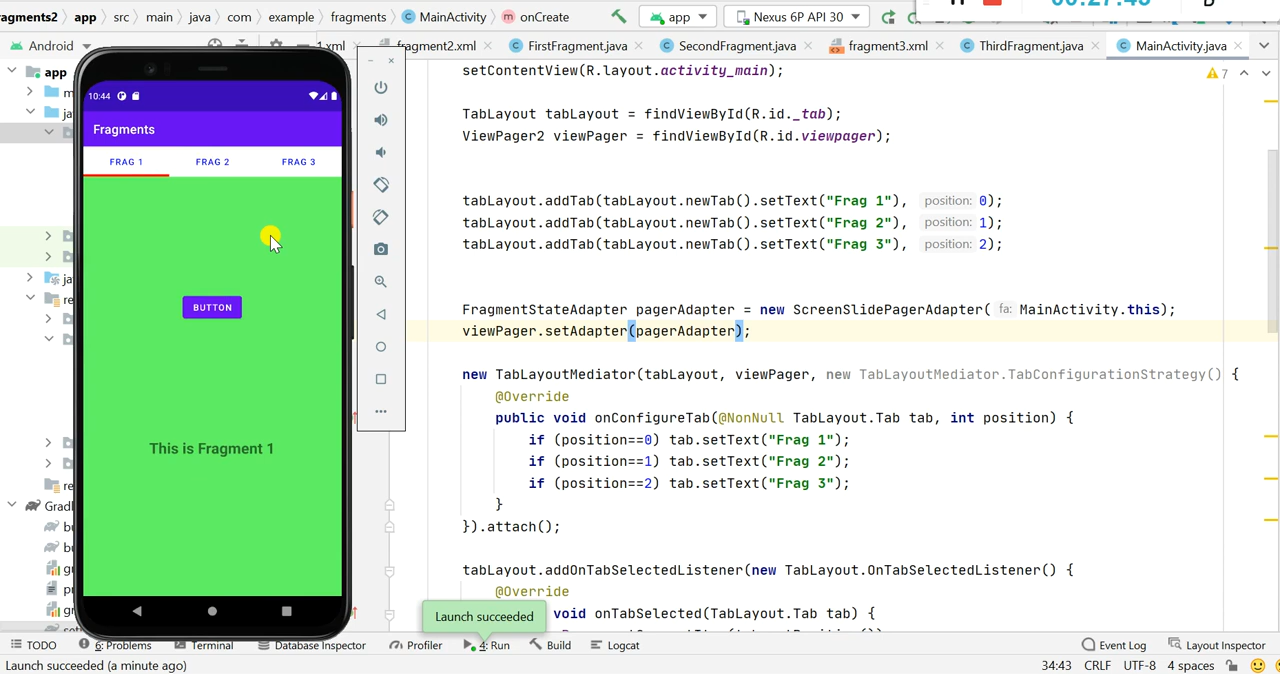 ragments2 app src main java com example fragments MainActivity onCreate app Nexus 6P API 30
Android 1.xml fragment2.xml FirstFragment.java SecondFragment.java fragment3.xml ThirdFragment.java MainActivity.java
app
7
setContentView(R.layout.activity_main);
TabLayout tabLayout = findViewById(R.id._tab);
ViewPager2 viewPager = findViewById(R.id.viewpager);
tabLayout.addTab(tabLayout.newTab().setText("Frag 1"), position: 0);
tabLayout.addTab(tabLayout.newTab().setText("Frag 2"), position: 1);
tabLayout.addTab(tabLayout.newTab().setText("Frag 3"), position: 2);
FragmentStateAdapter pagerAdapter = new ScreenSlidePagerAdapter( fa: MainActivity.this);
viewPager.setAdapter(pagerAdapter);
new TabLayoutMediator(tabLayout, viewPager, new TabLayoutMediator.TabConfigurationStrategy() {
@Override
public void onConfigureTab(@NonNull TabLayout.Tab tab, int position) {
if (position==0) tab.setText("Frag 1");
if (position==1) tab.setText("Frag 2");
if (position==2) tab.setText("Frag 3");
}
}).attach();
tabLayout.addOnTabSelectedListener(new TabLayout.OnTabSelectedListener() {
@Override
void onTabSelected(TabLayout.Tab tab) {
10:44
Fragments
FRAG 1 FRAG 2 FRAG 3
BUTTON
This is Fragment 1
Launch succeeded
TODO 6: Problems Terminal Database Inspector Profiler 4: Run Build Logcat Event Log Layout Inspector
Launch succeeded (a minute ago) 34:43 CRLF UTF-8 4 spaces